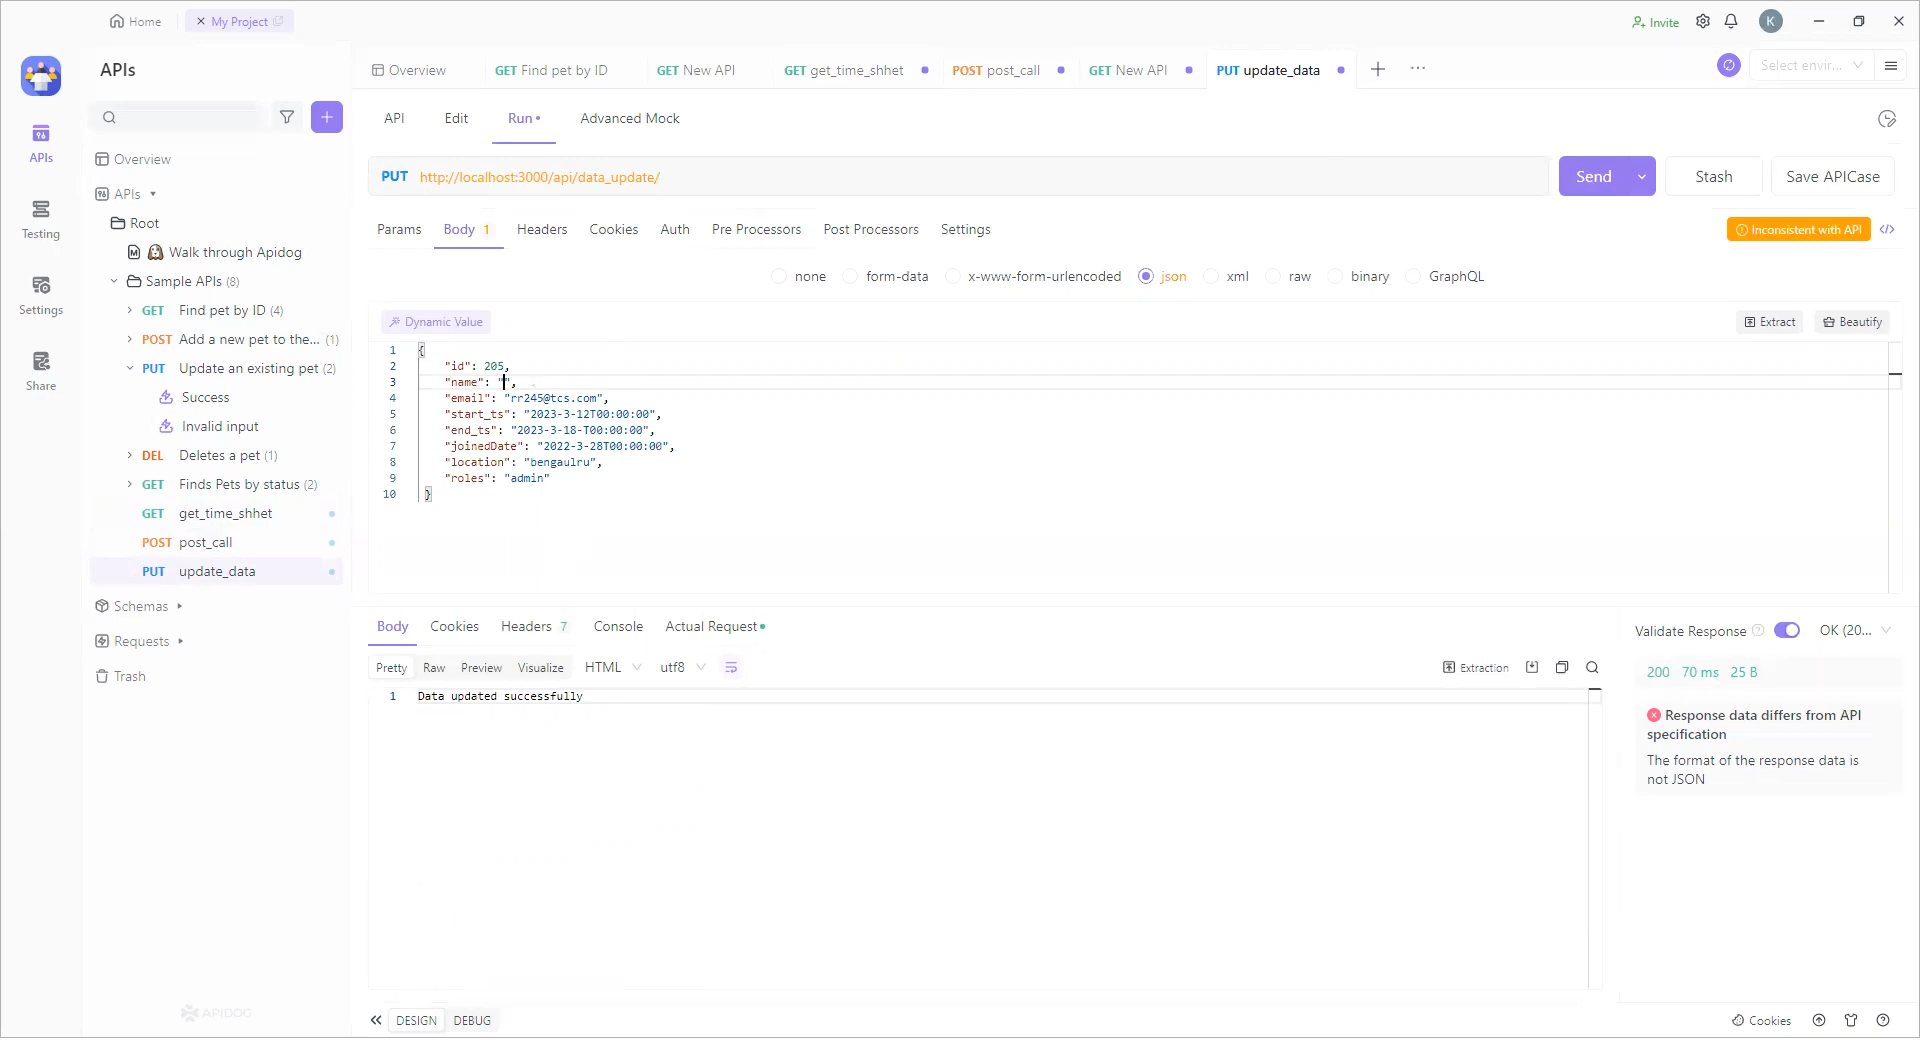 Home
My Project
Invite
K
APIs
Overview
GET Find pet by ID
GET New API
GET get_time_shhet
POST post_call
GET New API
PUT update_data
Select envir...
APIs
Testing
Settings
Share
Overview
APIs
Root
Walk through Apidog
Sample APIs (8)
GET Find pet by ID (4)
POST Add a new pet to the... (1)
PUT Update an existing pet (2)
Success
Invalid input
DEL Deletes a pet (1)
GET Finds Pets by status (2)
GET get_time_shhet
POST post_call
PUT update_data
Schemas
Requests
Trash
APIDOG
API Edit Run Advanced Mock
PUT http://localhost:3000/api/data_update/
Send
Stash
Save APICase
Params Body 1 Headers Cookies Auth Pre Processors Post Processors Settings
Inconsistent with API
none form-data x-www-form-urlencoded json xml raw binary GraphQL
Dynamic Value
Extract
Beautify
1 {
2 "id": 205,
3 "name": "",
4 "email": "rr245@tcs.com",
5 "start_ts": "2023-3-12T00:00:00",
6 "end_ts": "2023-3-18-T00:00:00",
7 "joinedDate": "2022-3-28T00:00:00",
8 "location": "bengaulru",
9 "roles": "admin"
10 }
Body Cookies Headers 7 Console Actual Request
Pretty Raw Preview Visualize HTML utf8
Extraction
1 Data updated successfully
Validate Response
OK (20...
200 70 ms 25 B
Response data differs from API
specification
The format of the response data is
not JSON
DESIGN DEBUG
Cookies